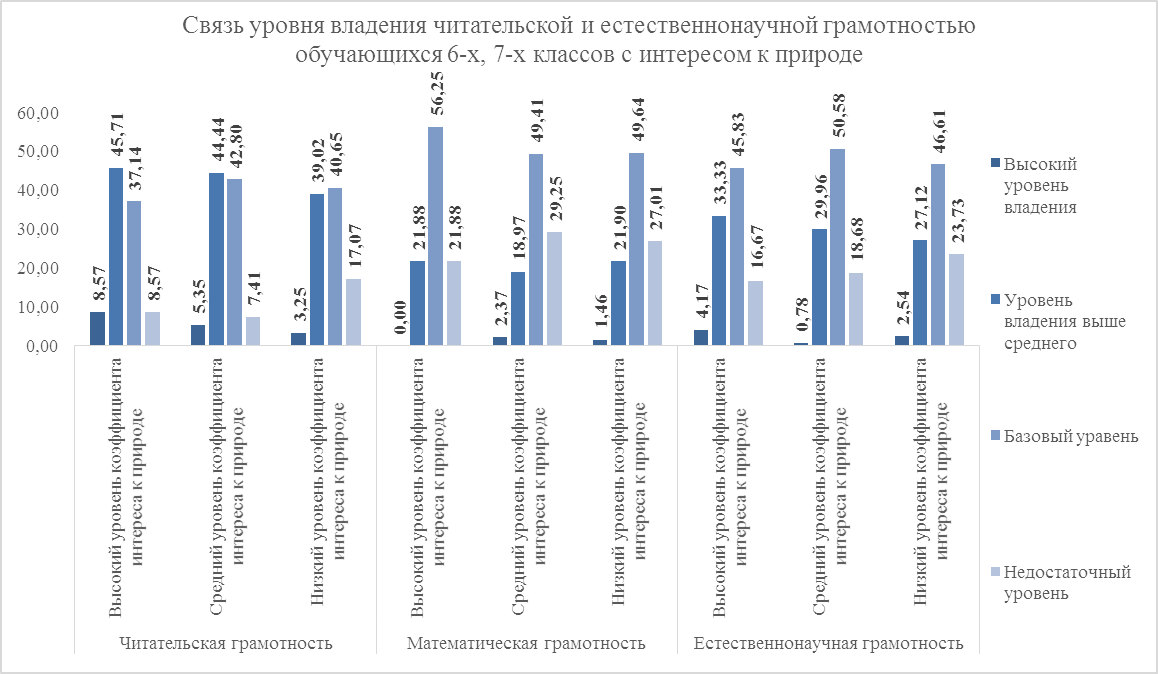 Связь уровня владения читательской и естественнонаучной грамотностью
обучающихся 6-х, 7-х классов с интересом к природе
60,00
50,00
40,00
30,00
20,00
10,00
0,00
8,57
45,71
37,14
8,57
5,35
44,44
42,80
7,41
3,25
39,02
40,65
17,07
0,00
21,88
56,25
21,88
2,37
18,97
49,41
29,25
1,46
21,90
49,64
27,01
4,17
33,33
45,83
16,67
0,78
29,96
50,58
18,68
2,54
27,12
46,61
23,73
Высокий уровень коэффициента
интереса к природе
Средний уровень коэффициента
интереса к природе
Низкий уровень коэффициента
интереса к природе
Высокий уровень коэффициента
интереса к природе
Средний уровень коэффициента
интереса к природе
Низкий уровень коэффициента
интереса к природе
Высокий уровень коэффициента
интереса к природе
Средний уровень коэффициента
интереса к природе
Низкий уровень коэффициента
интереса к природе
Читательская грамотность
Математическая грамотность
Естественнонаучная грамотность
Высокий
уровень
владения
Уровень
владения выше
среднего
Базовый уравень
Недостаточный
уровень